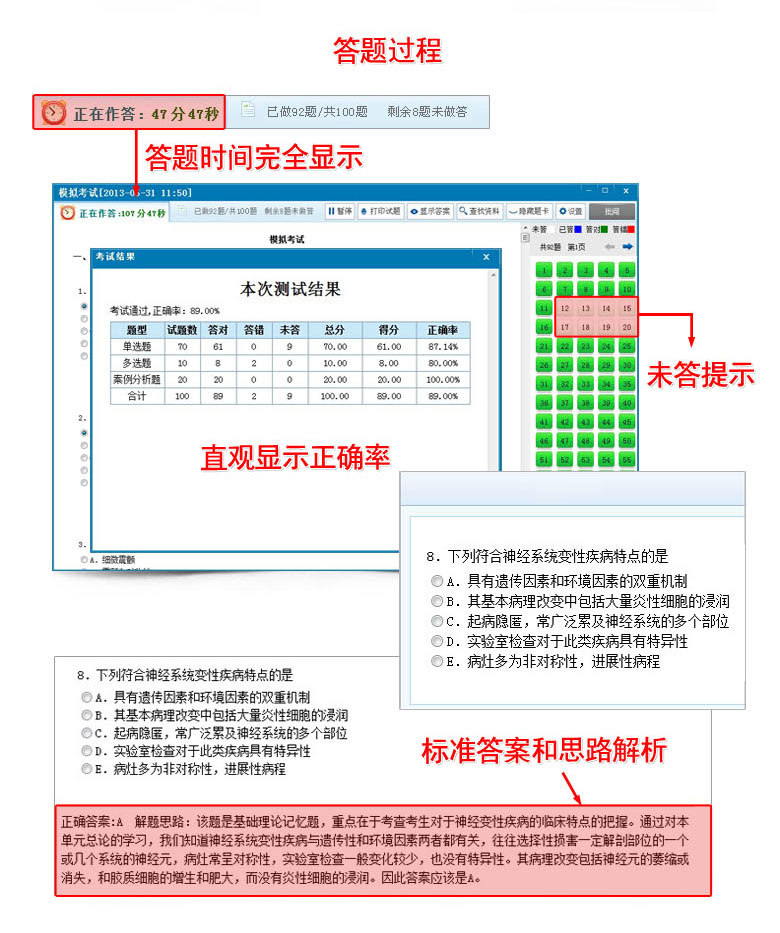 答题过程
正在作答：47分47秒 已做92题/共100题 剩余8题未做答
答题时间完全显示
模拟考试[2013-05-31 11:50]
正在作答:107分47秒 已做92题/共100题 剩余8题未做答 暂停 打印试题 显示答案 查找资料 隐藏题卡 设置
模拟考试
未答 已答 答对 答错
共92题 第1页
一、
考试结果 X
本次测试结果
考试通过,正确率: 89.00%
题型 试题数 答对 答错 未答 总分 得分 正确率
单选题 70 61 0 9 70.00 61.00 87.14%
多选题 10 8 2 0 10.00 8.00 80.00%
案例分析题 20 20 0 0 20.00 20.00 100.00%
合计 100 89 2 9 100.00 89.00 89.00%
直观显示正确率
1.
2.
3.
A. 细微震颤
1 2 3 4 5
6 7 8 9 10
11 12 13 14 15
16 17 18 19 20
21 22 23 24 25
26 27 28 29 30
31 32 33 34 35
36 37 38 39 40
41 42 43 44 45
46 47 48 49 50
51 52 53 54 55
未答提示
8. 下列符合神经系统变性疾病特点的是
A. 具有遗传因素和环境因素的双重机制
B. 其基本病理改变中包括大量炎性细胞的浸润
C. 起病隐匿，常广泛累及神经系统的多个部位
D. 实验室检查对于此类疾病具有特异性
E. 病灶多为非对称性，进展性病程
8. 下列符合神经系统变性疾病特点的是
A. 具有遗传因素和环境因素的双重机制
B. 其基本病理改变中包括大量炎性细胞的浸润
C. 起病隐匿，常广泛累及神经系统的多个部位
D. 实验室检查对于此类疾病具有特异性
E. 病灶多为非对称性，进展性病程
标准答案和思路解析
正确答案:A 解题思路：该题是基础理论记忆题，重点在于考查考生对于神经变性疾病的临床特点的把握。通过对本
单元总论的学习，我们知道神经系统变性疾病与遗传性和环境因素两者都有关，往往选择性损害一定解剖部位的一个
或几个系统的神经元，病灶常呈对称性，实验室检查一般变化较少，也没有特异性。其病理改变包括神经元的萎缩或
消失，和胶质细胞的增生和肥大，而没有炎性细胞的浸润。因此答案应该是A。